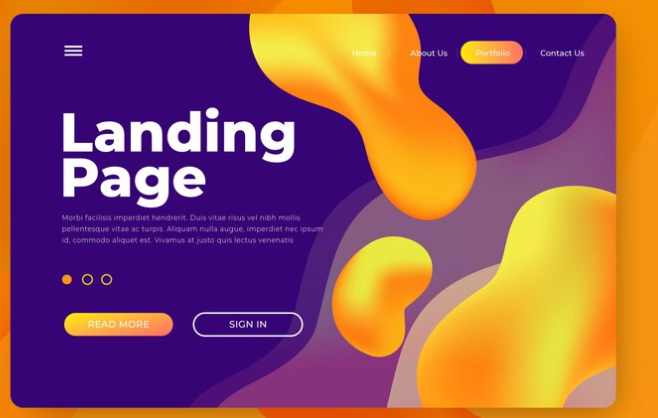 Home About Us Portfolio Contact Us
Landing
Page
Morbi facilisis imperdiet hendrerit. Duis vitae risus vel nibh mollis
pellentesque vitae ac turpis. Aliquam nulla augue, imperdiet nec ipsum
id, commodo aliquet est. Vivamus at justo quis lectus venenatis
READ MORE SIGN IN